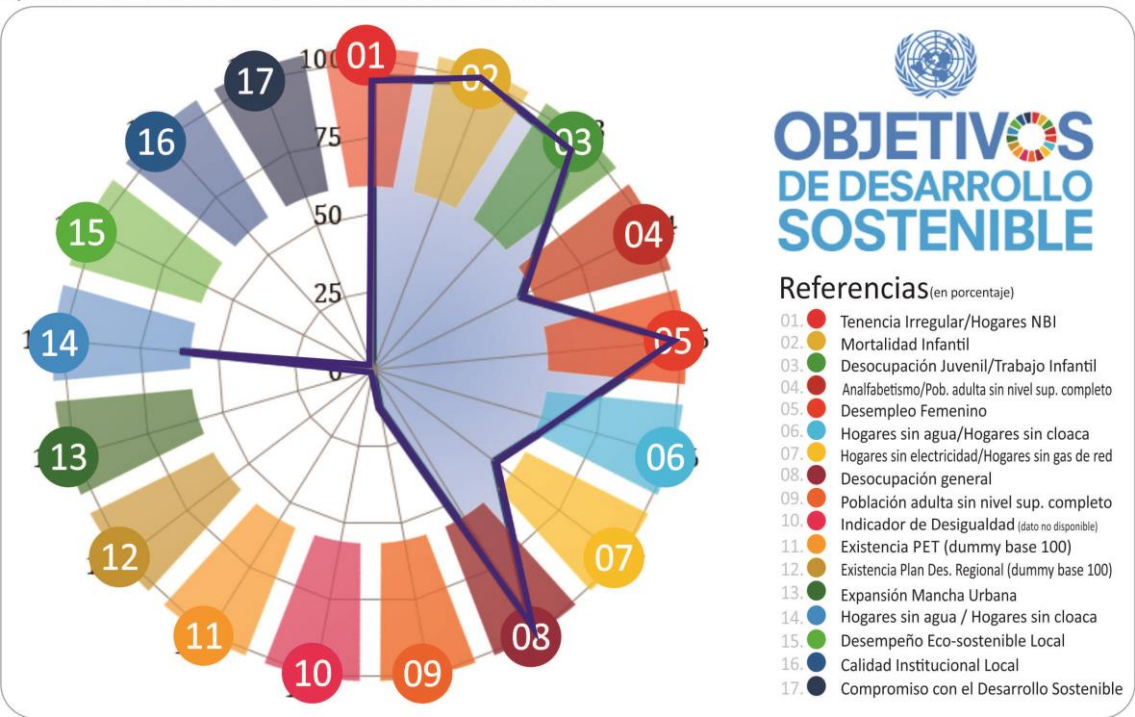 100
75
50
25
0
01
02
03
04
05
06
07
08
09
10
11
12
13
14
15
16
17
OBJETIVOS
DE DESARROLLO
SOSTENIBLE
Referencias (en porcentaje)
01. Tenencia Irregular/Hogares NBI
02. Mortalidad Infantil
03. Desocupación Juvenil/Trabajo Infantil
04. Analfabetismo/Pob. adulta sin nivel sup. completo
05. Desempleo Femenino
06. Hogares sin agua/Hogares sin cloaca
07. Hogares sin electricidad/Hogares sin gas de red
08. Desocupación general
09. Población adulta sin nivel sup. completo
10. Indicador de Desigualdad (dato no disponible)
11. Existencia PET (dummy base 100)
12. Existencia Plan Des. Regional (dummy base 100)
13. Expansión Mancha Urbana
14. Hogares sin agua / Hogares sin cloaca
15. Desempeño Eco-sostenible Local
16. Calidad Institucional Local
17. Compromiso con el Desarrollo Sostenible